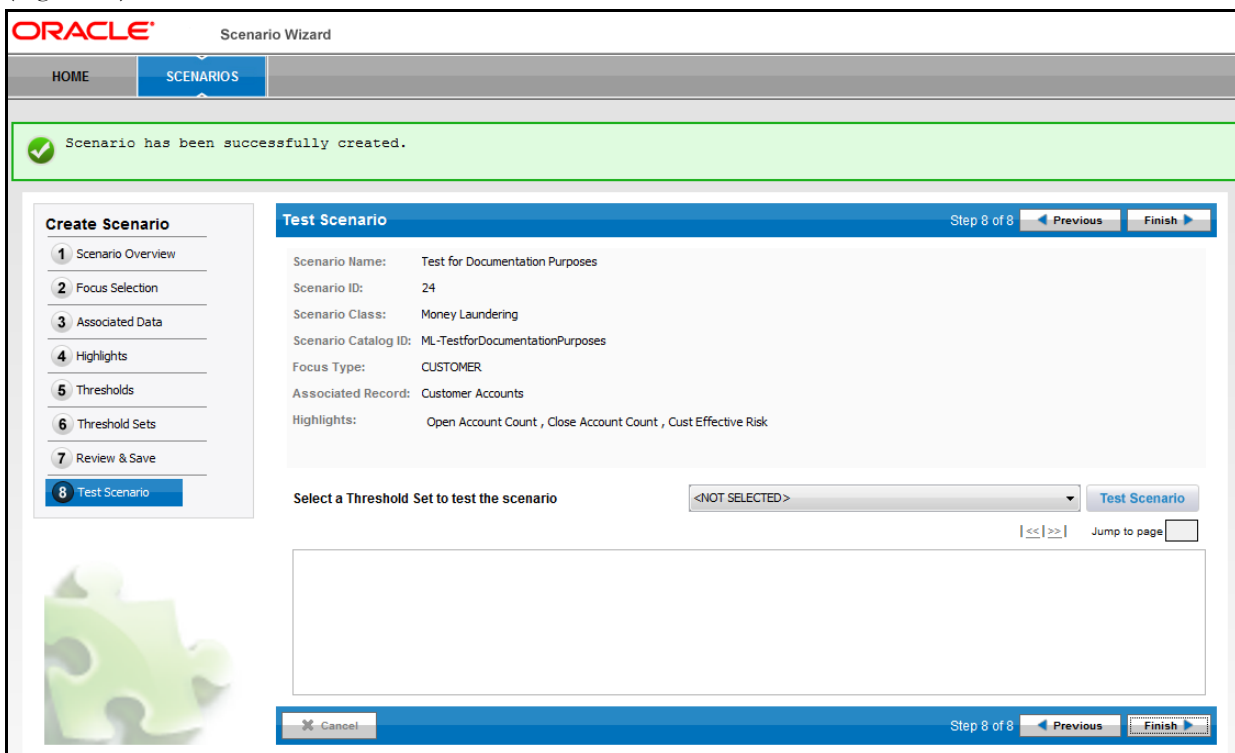 ORACLE Scenario Wizard
HOME SCENARIOS
Scenario has been successfully created.
Create Scenario
1 Scenario Overview
2 Focus Selection
3 Associated Data
4 Highlights
5 Thresholds
6 Threshold Sets
7 Review & Save
8 Test Scenario
Test Scenario Step 8 of 8 Previous Finish
Scenario Name: Test for Documentation Purposes
Scenario ID: 24
Scenario Class: Money Laundering
Scenario Catalog ID: ML-TestforDocumentationPurposes
Focus Type: CUSTOMER
Associated Record: Customer Accounts
Highlights: Open Account Count , Close Account Count , Cust Effective Risk
Select a Threshold Set to test the scenario <NOT SELECTED> Test Scenario
|<<|>>| Jump to page
Cancel Step 8 of 8 Previous Finish